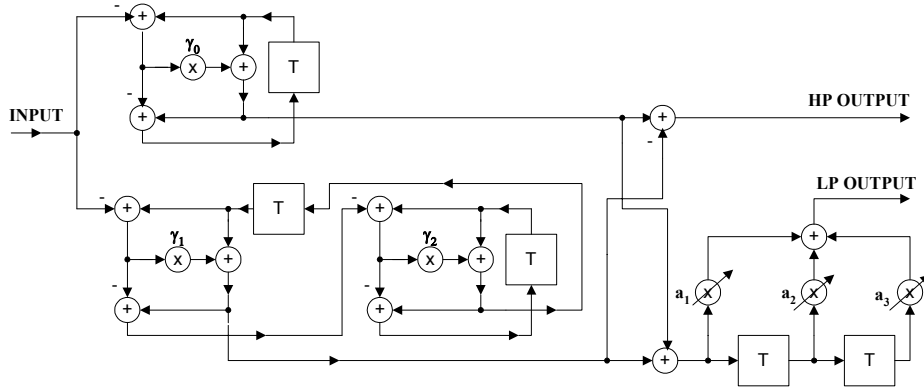 -
+
γ0
x
+
T
-
+
INPUT
+
-
HP OUTPUT
-
+
T
-
+
LP OUTPUT
γ1
x
+
γ2
x
+
T
+
-
+
-
+
a1
x
a2
x
a3
x
+
T
T